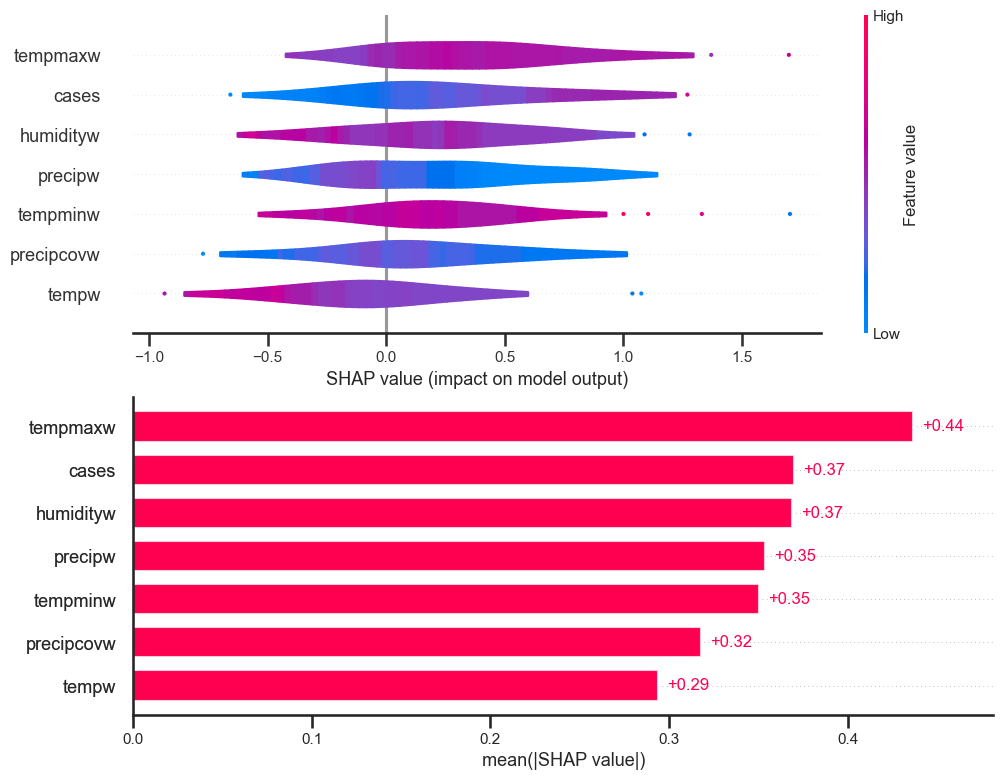 High
tempmaxw
cases
humidityw
precipw
tempminw
precipcovw
tempw
Feature value
Low
−1.0 −0.5 0.0 0.5 1.0 1.5
SHAP value (impact on model output)
tempmaxw +0.44
cases +0.37
humidityw +0.37
precipw +0.35
tempminw +0.35
precipcovw +0.32
tempw +0.29
0.0 0.1 0.2 0.3 0.4
mean(|SHAP value|)